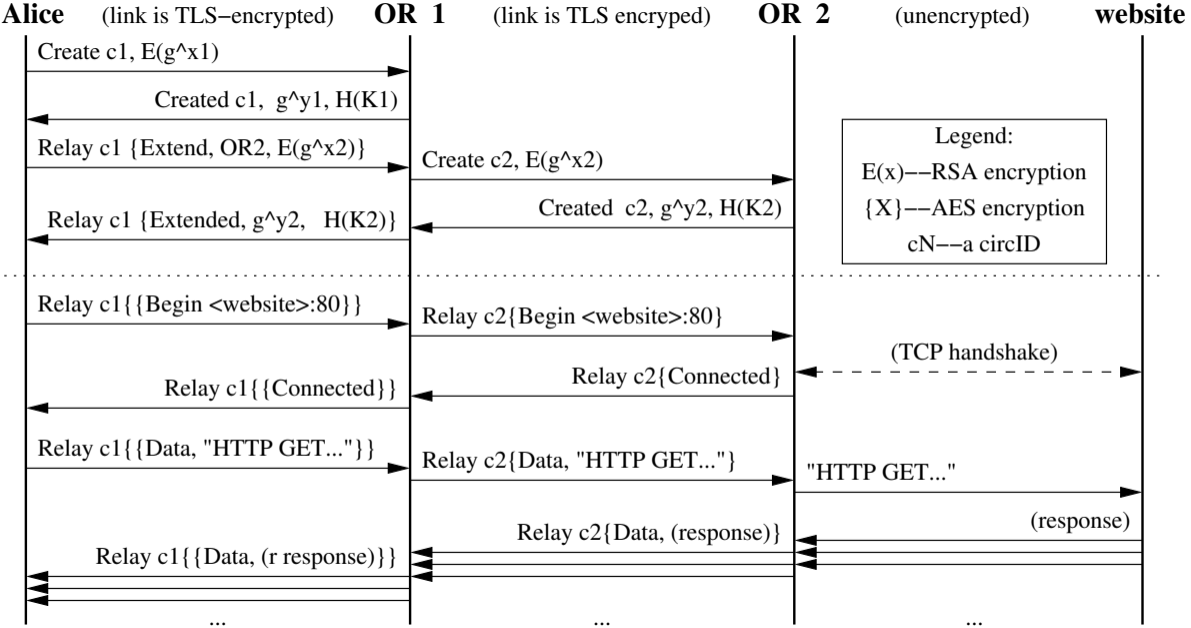 Alice (link is TLS−encrypted) OR 1 (link is TLS encryped) OR 2 (unencrypted) website
Create c1, E(g^x1)
Created c1, g^y1, H(K1)
Relay c1 {Extend, OR2, E(g^x2)}
Create c2, E(g^x2)
Created c2, g^y2, H(K2)
Relay c1 {Extended, g^y2, H(K2)}
Legend:
E(x)−−RSA encryption
{X}−−AES encryption
cN−−a circID
Relay c1{{Begin <website>:80}}
Relay c2{Begin <website>:80}
(TCP handshake)
Relay c2{Connected}
Relay c1{{Connected}}
Relay c1{{Data, "HTTP GET..."}}
Relay c2{Data, "HTTP GET..."}
"HTTP GET..."
(response)
Relay c2{Data, (response)}
Relay c1{{Data, (r response)}}
... ... ...